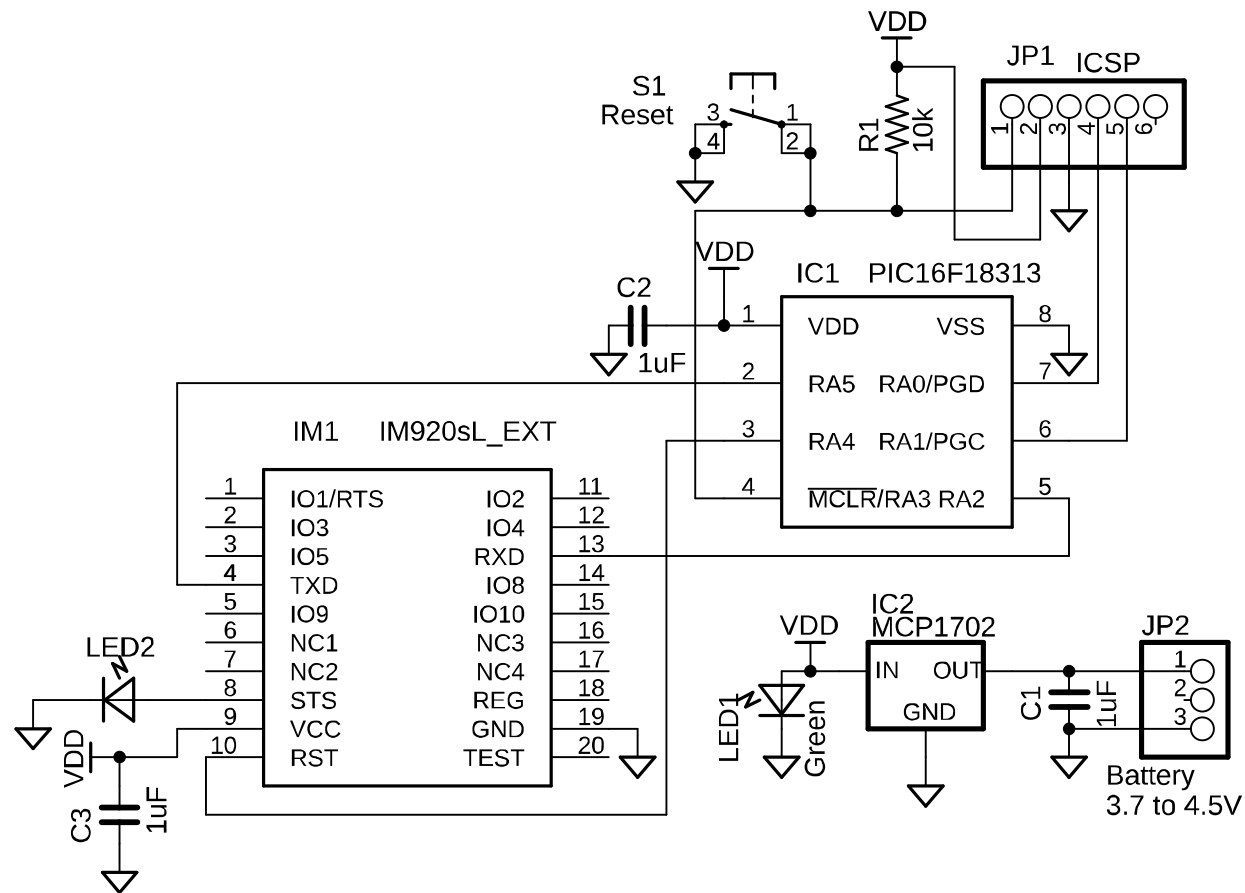 VDD
JP1 ICSP
S1
Reset
3
1
4
2
R1
10k
1
2
3
4
5
6
VDD
IC1 PIC16F18313
C2
1uF
1 VDD VSS 8
2 RA5 RA0/PGD 7
3 RA4 RA1/PGC 6
4 MCLR/RA3 RA2 5
IM1 IM920sL_EXT
1 IO1/RTS IO2 11
2 IO3 IO4 12
3 IO5 RXD 13
4 TXD IO8 14
5 IO9 IO10 15
6 NC1 NC3 16
7 NC2 NC4 17
8 STS REG 18
9 VCC GND 19
10 RST TEST 20
LED2
VDD
C3
1uF
VDD
IC2
MCP1702
IN OUT
GND
LED1
Green
C1
1uF
JP2
1
2
3
Battery
3.7 to 4.5V